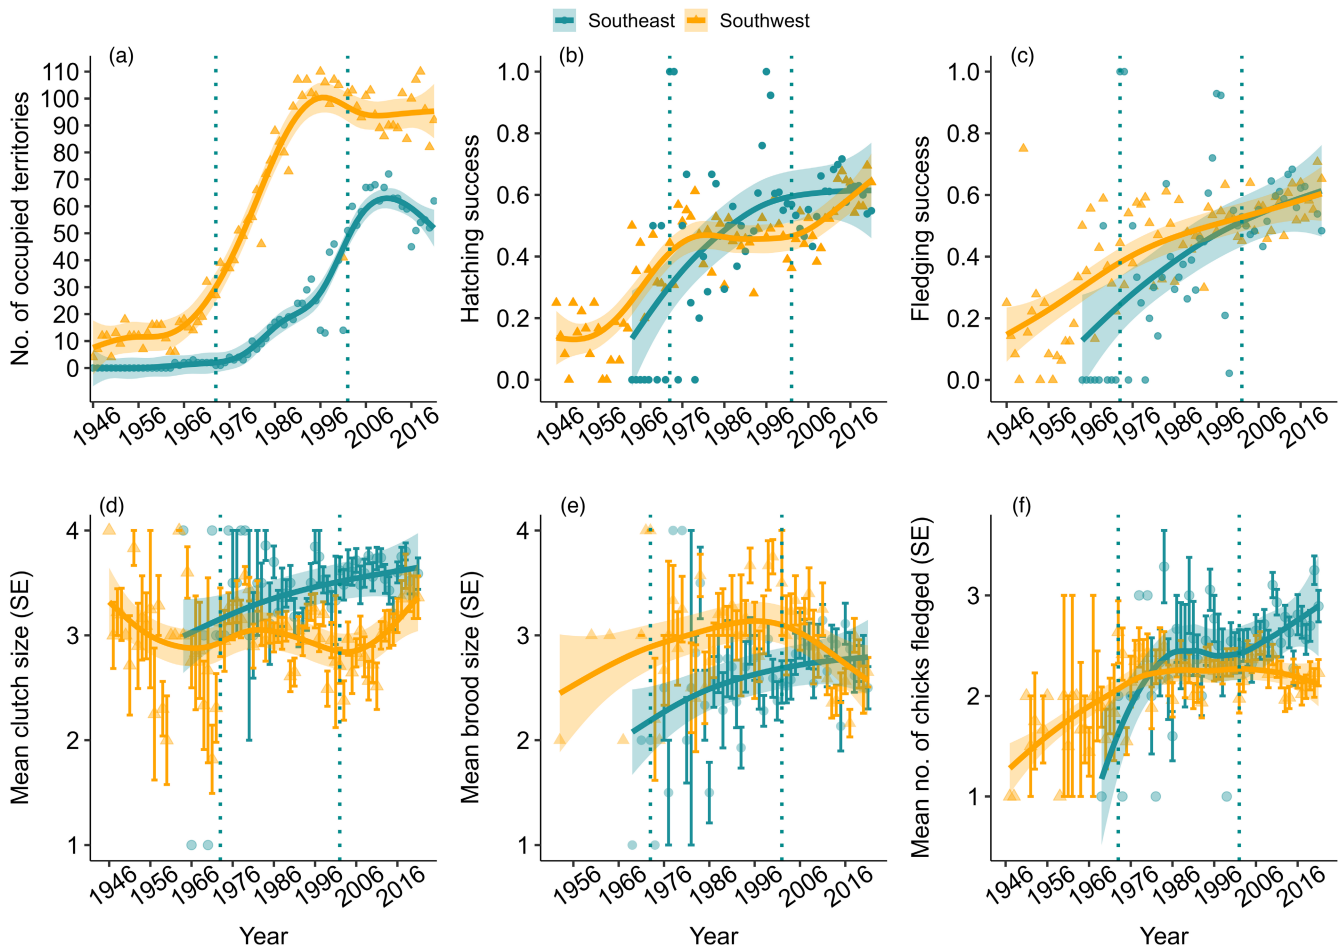 Southeast Southwest
(a)
No. of occupied territories
110
100
90
80
70
60
50
40
30
20
10
0
1946 1956 1966 1976 1986 1996 2006 2016
(b)
Hatching success
1.0
0.8
0.6
0.4
0.2
0.0
1946 1956 1966 1976 1986 1996 2006 2016
(c)
Fledging success
1.0
0.8
0.6
0.4
0.2
0.0
1946 1956 1966 1976 1986 1996 2006 2016
(d)
Mean clutch size (SE)
4
3
2
1
1946 1956 1966 1976 1986 1996 2006 2016
Year
(e)
Mean brood size (SE)
4
3
2
1
1956 1966 1976 1986 1996 2006 2016
Year
(f)
Mean no. of chicks fledged (SE)
3
2
1
1946 1956 1966 1976 1986 1996 2006 2016
Year